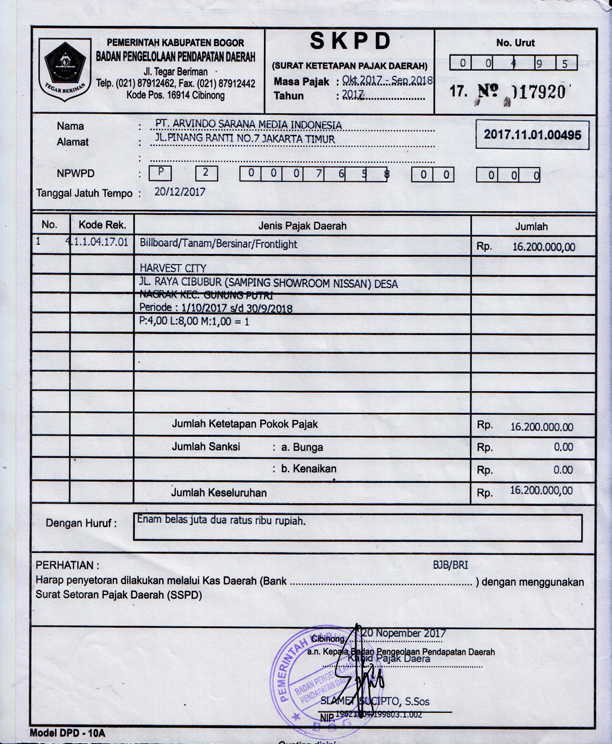 PEMERINTAH KABUPATEN BOGOR
BADAN PENGELOLAAN PENDAPATAN DAERAH
Jl. Tegar Beriman
Telp. (021) 87912462, Fax. (021) 87912442
Kode Pos. 16914 Cibinong
TEGAR BERIMAN
SKPD
(SURAT KETETAPAN PAJAK DAERAH)
Masa Pajak : Okt.2017 - Sep.2018
Tahun : 2017
No. Urut
0 0 4 9 5
17. Nº 017920
2017.11.01.00495
Nama : PT. ARVINDO SARANA MEDIA INDONESIA
Alamat : JL.PINANG RANTI NO.7 JAKARTA TIMUR
:
NPWPD : P 2 0 0 0 7 6 5 8 0 0 0 0 0
Tanggal Jatuh Tempo : 20/12/2017
No. Kode Rek. Jenis Pajak Daerah Jumlah
1 4.1.1.04.17.01 Billboard/Tanam/Bersinar/Frontlight Rp. 16.200.000,00
HARVEST CITY
JL. RAYA CIBUBUR (SAMPING SHOWROOM NISSAN) DESA
NAGRAK KEC. GUNUNG PUTRI
Periode : 1/10/2017 s/d 30/9/2018
P:4,00 L:8,00 M:1,00 = 1
Jumlah Ketetapan Pokok Pajak Rp. 16.200.000.00
Jumlah Sanksi : a. Bunga Rp. 0,00
: b. Kenaikan Rp. 0.00
Jumlah Keseluruhan Rp. 16.200.000,00
Dengan Huruf : Enam belas juta dua ratus ribu rupiah.
PERHATIAN :
BJB/BRI
Harap penyetoran dilakukan melalui Kas Daerah (Bank ........................ ) dengan menggunakan
Surat Setoran Pajak Daerah (SSPD)
Cibinong, 20 Nopember 2017
a.n. Kepala Badan Pengeolaan Pendapatan Daerah
Kabid Pajak Daera
PEMERINTAH
BADAN PENGELOLAAN
PENDAPATAN DAERAH
SLAMET SUCIPTO, S.Sos
NIP.
Model DPD - 10A